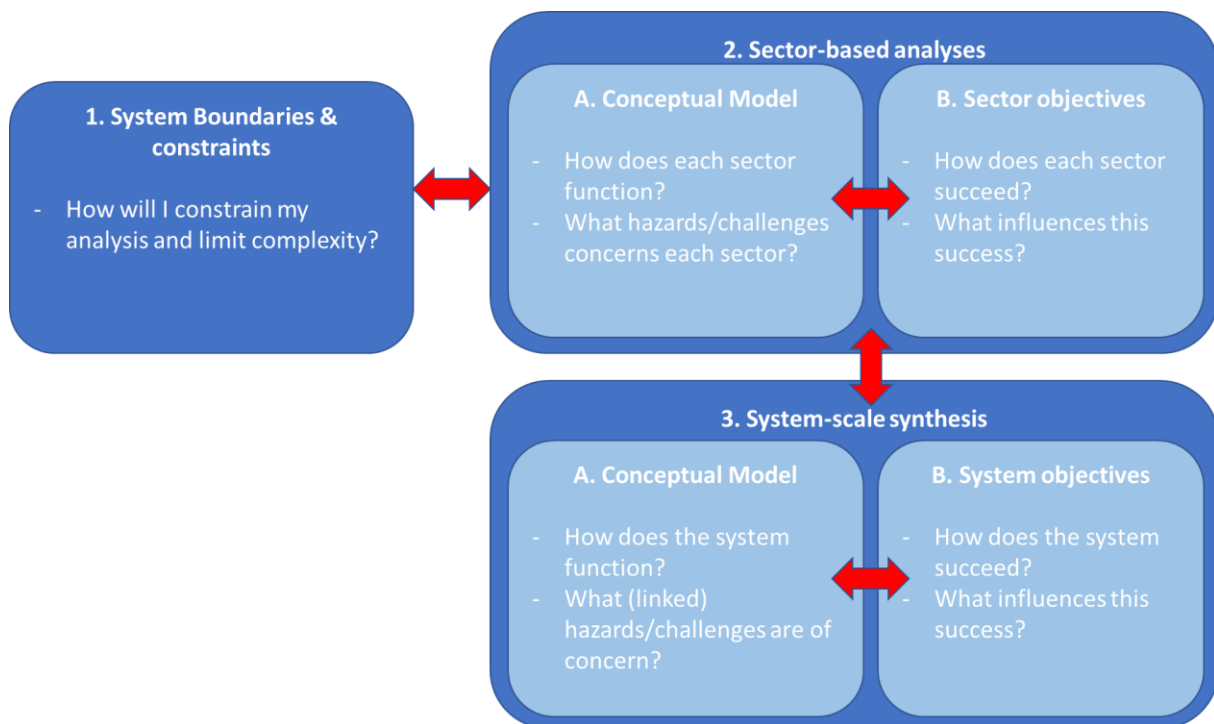 1. System Boundaries &
constraints
- How will I constrain my
analysis and limit complexity?
2. Sector-based analyses
A. Conceptual Model
- How does each sector
function?
- What hazards/challenges
concerns each sector?
B. Sector objectives
- How does each sector
succeed?
- What influences this
success?
3. System-scale synthesis
A. Conceptual Model
- How does the system
function?
- What (linked)
hazards/challenges are of
concern?
B. System objectives
- How does the system
succeed?
- What influences this
success?